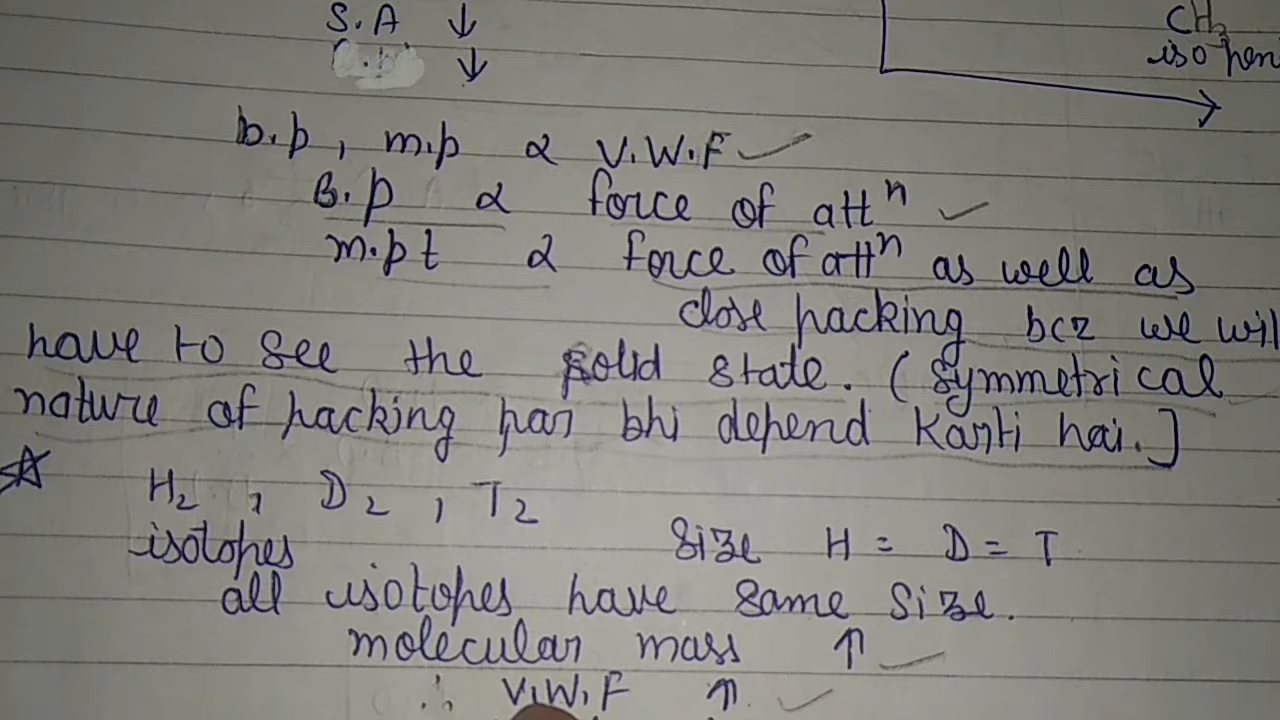 S.A ↓
CH3
↓
iso pen
b.p, m.p α V.W.F ✓
B.p α force of attⁿ ✓
m.pt α force of attⁿ as well as
close packing bcz we will
have to see the solid state. (symmetrical
nature of packing par bhi depend karti hai.]
☆ H2, D2, T2
isotopes Size H = D = T
all isotopes have same size.
molecular mass ↑ ✓
∴ V.W.F ↑ ✓